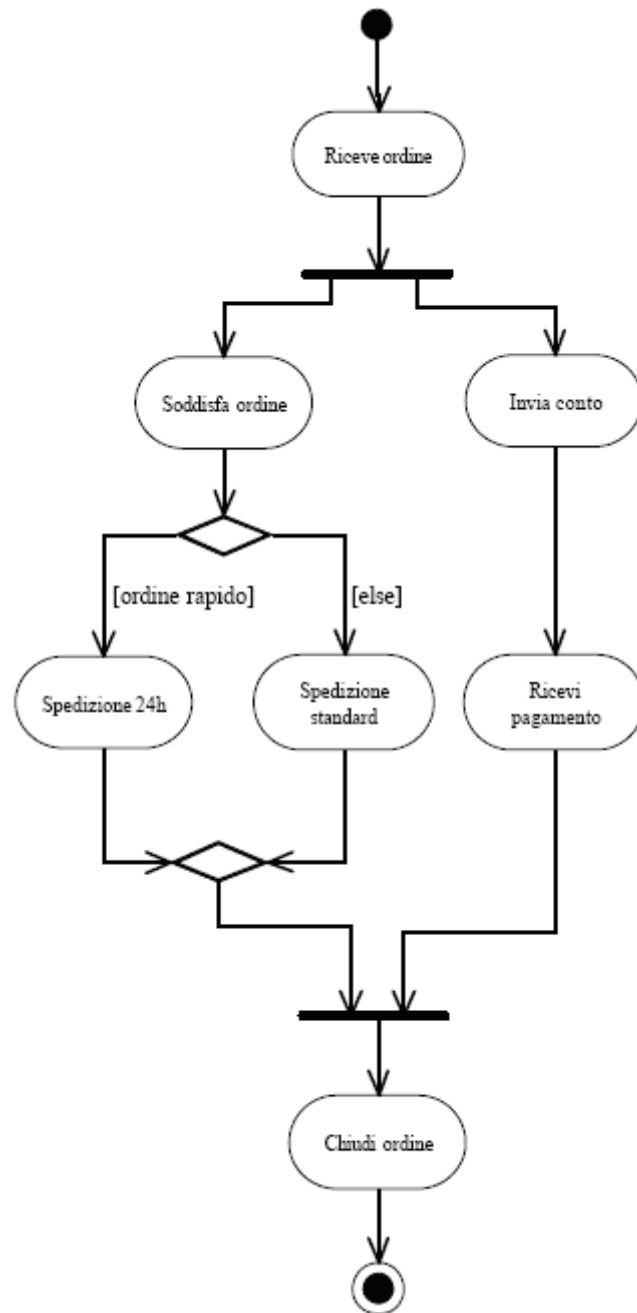 Riceve ordine
Soddisfa ordine
Invia conto
[ordine rapido]
[else]
Spedizione 24h
Spedizione
standard
Ricevi
pagamento
Chiudi ordine